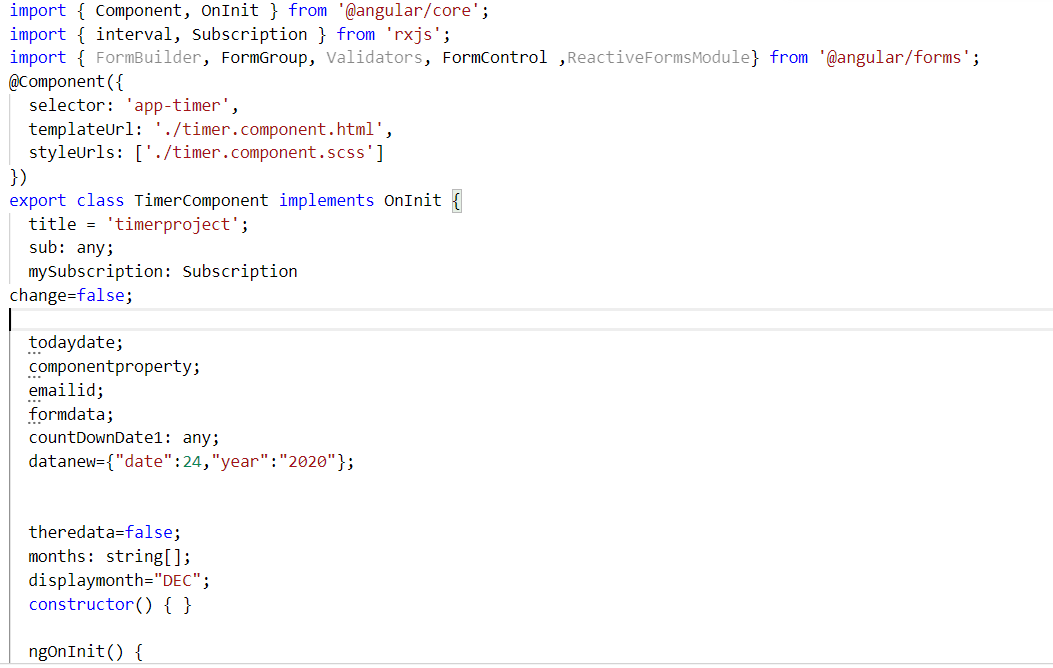 import { Component, OnInit } from '@angular/core';
import { interval, Subscription } from 'rxjs';
import { FormBuilder, FormGroup, Validators, FormControl ,ReactiveFormsModule} from '@angular/forms';
@Component({
  selector: 'app-timer',
  templateUrl: './timer.component.html',
  styleUrls: ['./timer.component.scss']
})
export class TimerComponent implements OnInit {
  title = 'timerproject';
  sub: any;
  mySubscription: Subscription
change=false;
  todaydate;
  componentproperty;
  emailid;
  formdata;
  countDownDate1: any;
  datanew={"date":24,"year":"2020"};
  theredata=false;
  months: string[];
  displaymonth="DEC";
  constructor() { }
  ngOnInit() {